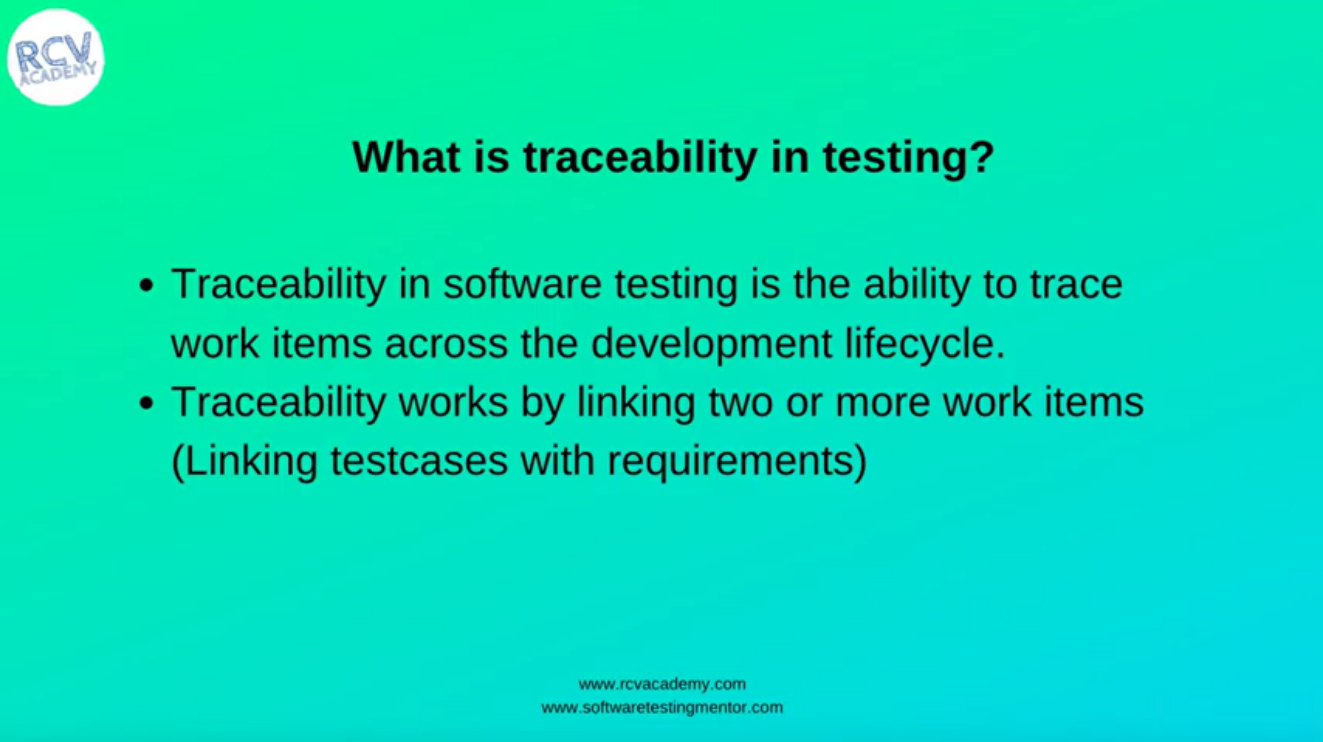 RCV
ACADEMY
What is traceability in testing?
• Traceability in software testing is the ability to trace
work items across the development lifecycle.
• Traceability works by linking two or more work items
(Linking testcases with requirements)
www.rcvacademy.com
www.softwaretestingmentor.com